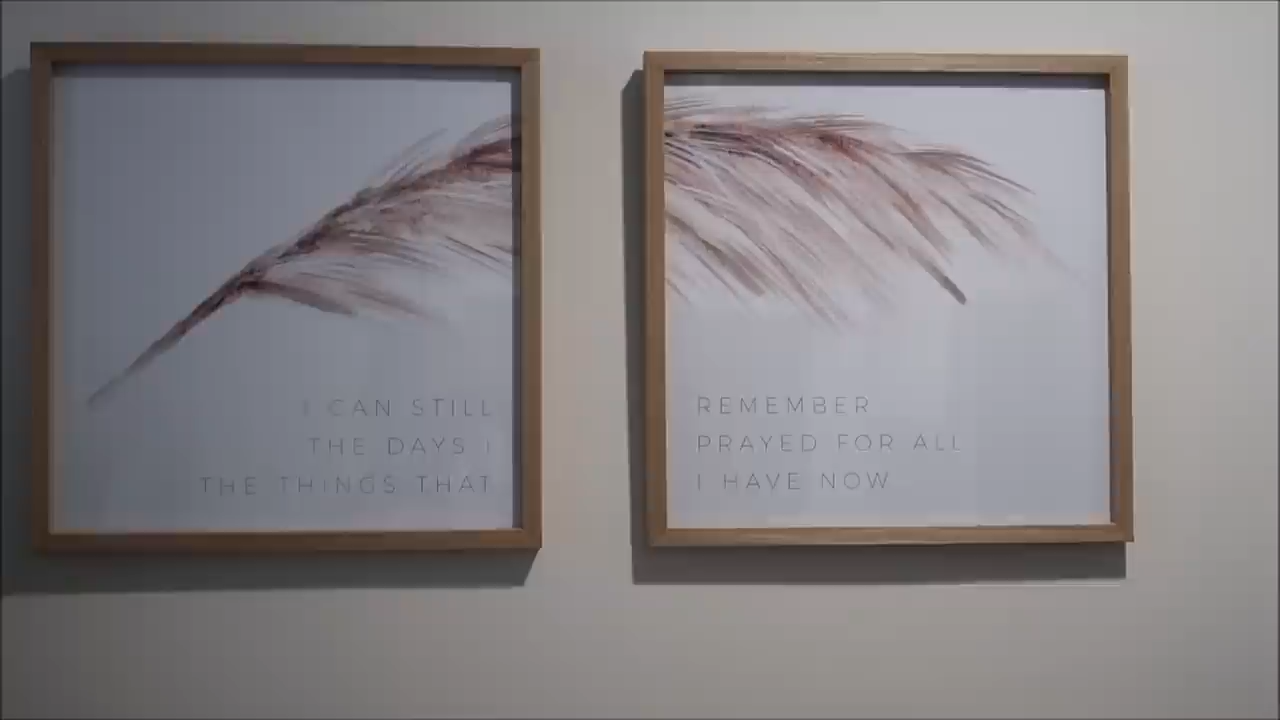 I CAN STILL REMEMBER
THE DAYS I PRAYED FOR ALL
THE THINGS THAT I HAVE NOW